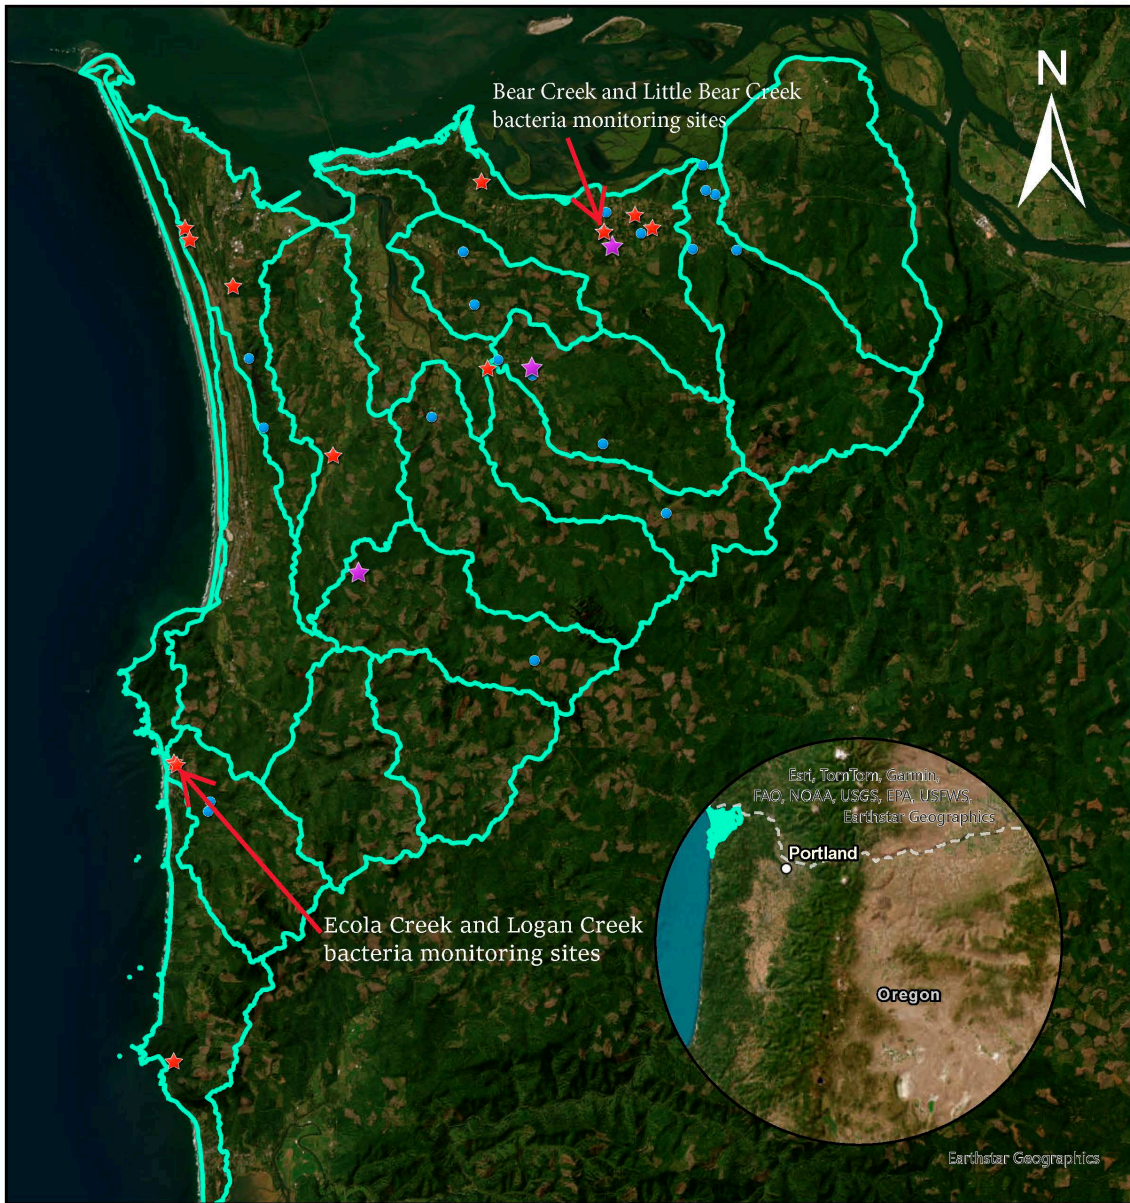 N
Bear Creek and Little Bear Creek
bacteria monitoring sites
Esri, TomTom, Garmin,
FAO, NOAA, USGS, EPA, USFWS,
Earthstar Geographics
Portland
Ecola Creek and Logan Creek
bacteria monitoring sites
Oregon
Earthstar Geographics